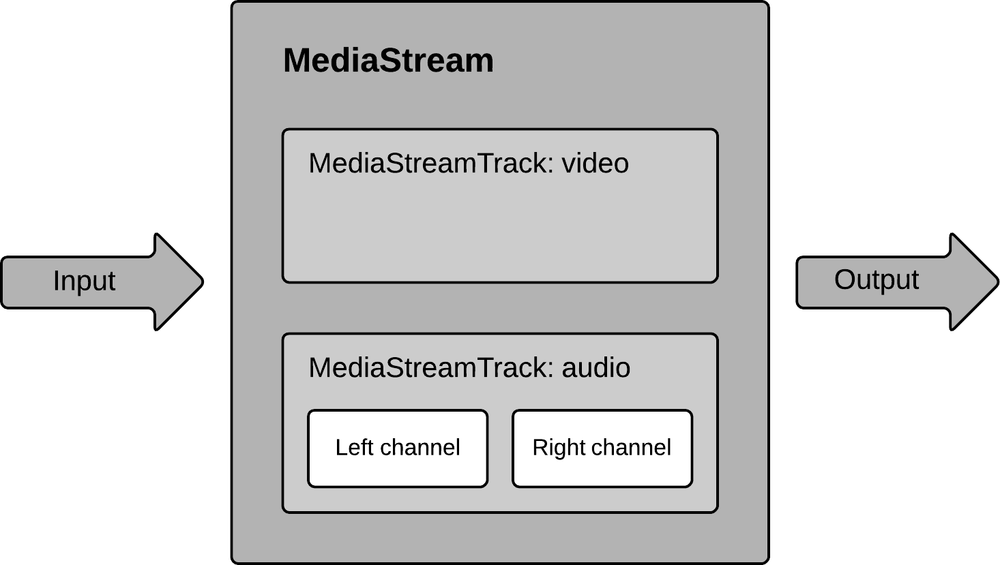 MediaStream
MediaStreamTrack: video
Input
Output
MediaStreamTrack: audio
Left channel
Right channel